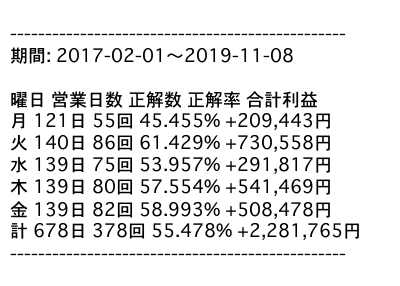 ------------------------------------------------
期間: 2017-02-01〜2019-11-08
曜日 営業日数 正解数 正解率 合計利益
月 121日 55回 45.455% +209,443円
火 140日 86回 61.429% +730,558円
水 139日 75回 53.957% +291,817円
木 139日 80回 57.554% +541,469円
金 139日 82回 58.993% +508,478円
計 678日 378回 55.478% +2,281,765円
------------------------------------------------